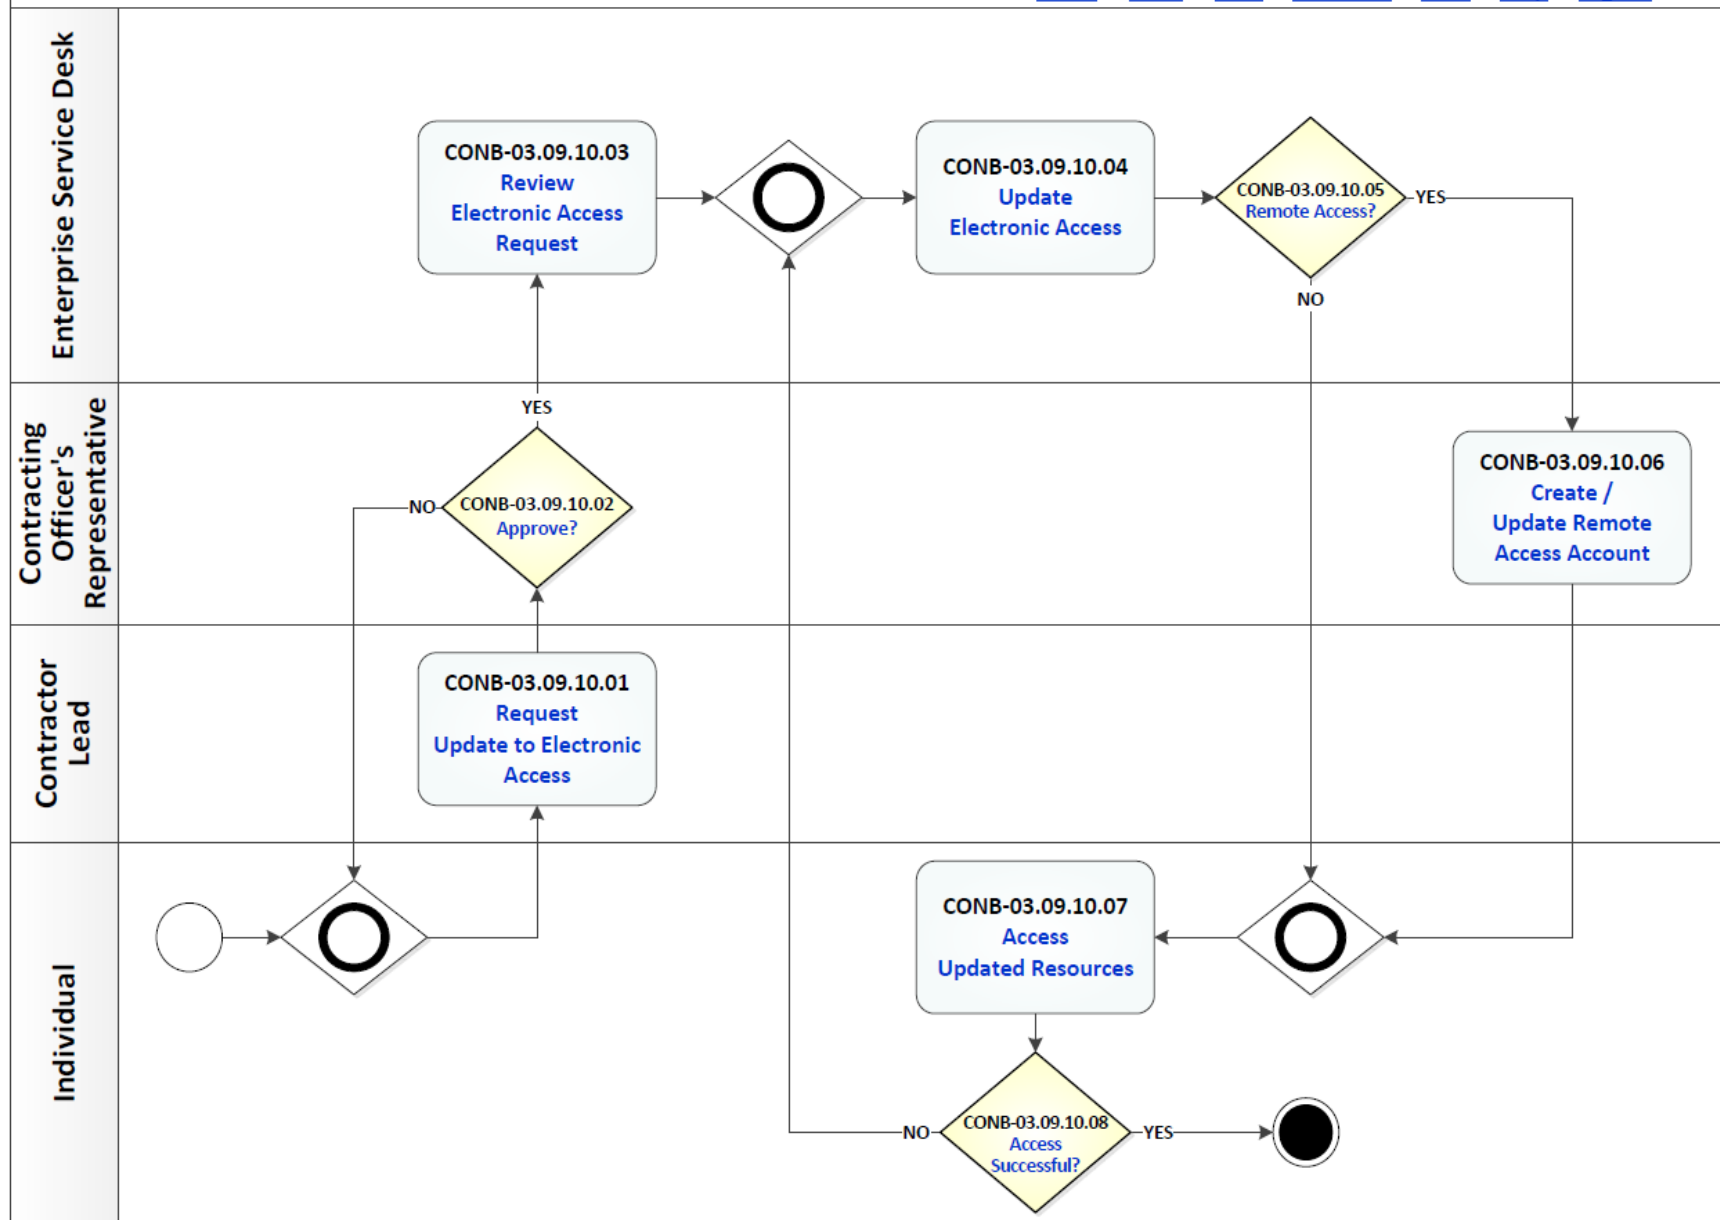 Enterprise Service Desk
CONB-03.09.10.03
Review
Electronic Access
Request
CONB-03.09.10.04
Update
Electronic Access
CONB-03.09.10.05
Remote Access?
YES
NO
Contracting
Officer's
Representative
YES
NO
CONB-03.09.10.02
Approve?
CONB-03.09.10.06
Create /
Update Remote
Access Account
Contractor
Lead
CONB-03.09.10.01
Request
Update to Electronic
Access
Individual
CONB-03.09.10.07
Access
Updated Resources
NO
CONB-03.09.10.08
Access
Successful?
YES